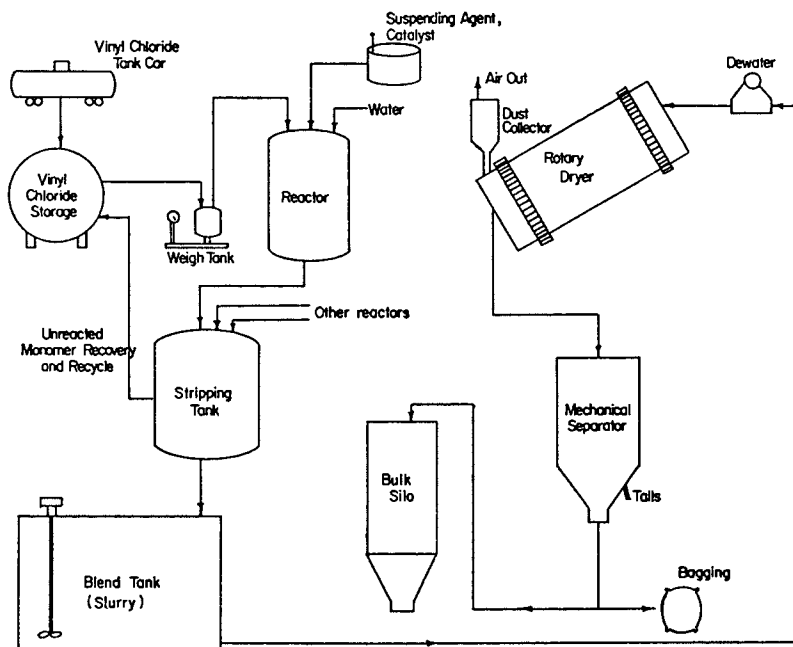 Vinyl Chloride
Tank Car
Suspending Agent,
Catalyst
Water
Vinyl
Chloride
Storage
Weigh Tank
Reactor
Other reactors
Unreacted
Monomer Recovery
and Recycle
Stripping
Tank
Blend Tank
(Slurry)
Air Out
Dust
Collector
Rotary
Dryer
Dewater
Mechanical
Separator
Tails
Bulk
Silo
Bagging